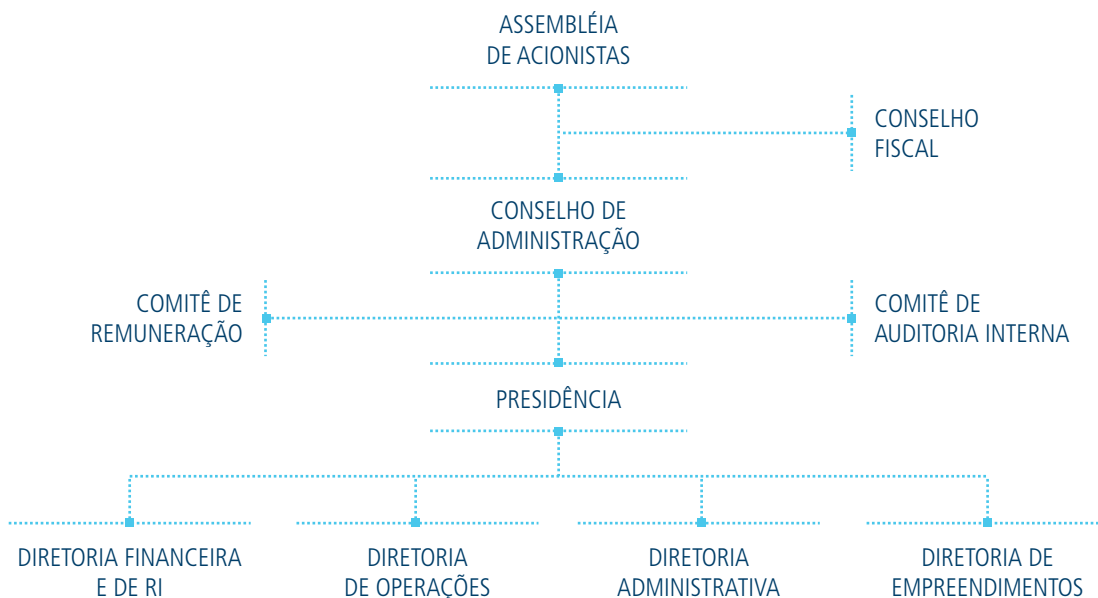 ASSEMBLÉIA
DE ACIONISTAS
CONSELHO
FISCAL
CONSELHO DE
ADMINISTRAÇÃO
COMITÊ DE
REMUNERAÇÃO
COMITÊ DE
AUDITORIA INTERNA
PRESIDÊNCIA
DIRETORIA FINANCEIRA
E DE RI
DIRETORIA
DE OPERAÇÕES
DIRETORIA
ADMINISTRATIVA
DIRETORIA DE
EMPREENDIMENTOS